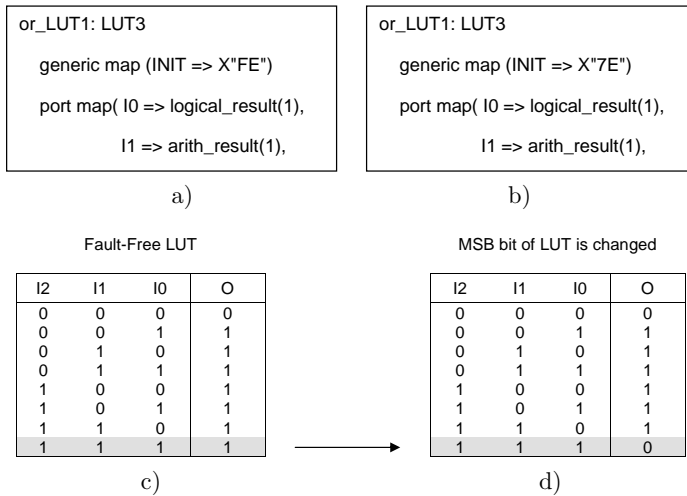 or_LUT1: LUT3
generic map (INIT => X"FE")
port map( I0 => logical_result(1),
I1 => arith_result(1),
a)
or_LUT1: LUT3
generic map (INIT => X"7E")
port map( I0 => logical_result(1),
I1 => arith_result(1),
b)
Fault-Free LUT
I2 I1 I0 O
0 0 0 0
0 0 1 1
0 1 0 1
0 1 1 1
1 0 0 1
1 0 1 1
1 1 0 1
1 1 1 1
c)
MSB bit of LUT is changed
I2 I1 I0 O
0 0 0 0
0 0 1 1
0 1 0 1
0 1 1 1
1 0 0 1
1 0 1 1
1 1 0 1
1 1 1 0
d)